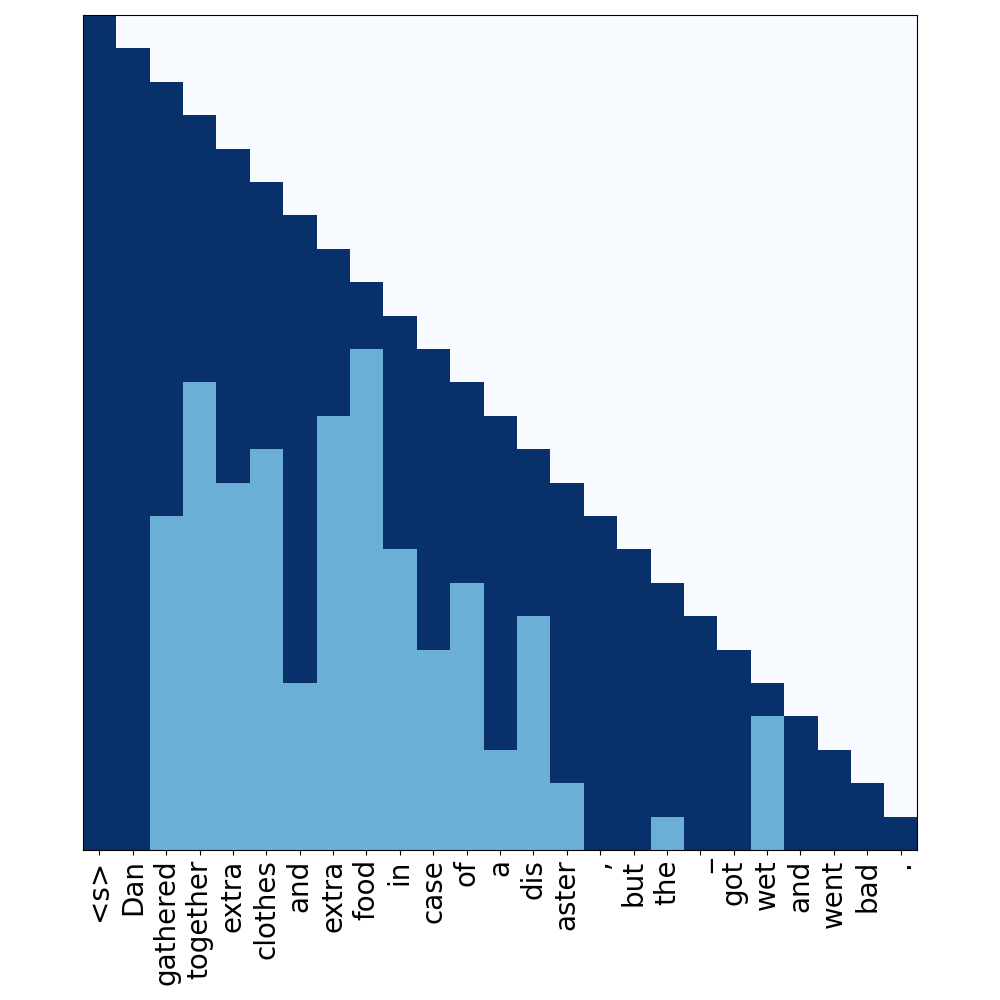 <s> Dan gathered together extra clothes and extra food in case of a dis aster , but the _ got wet and went bad .